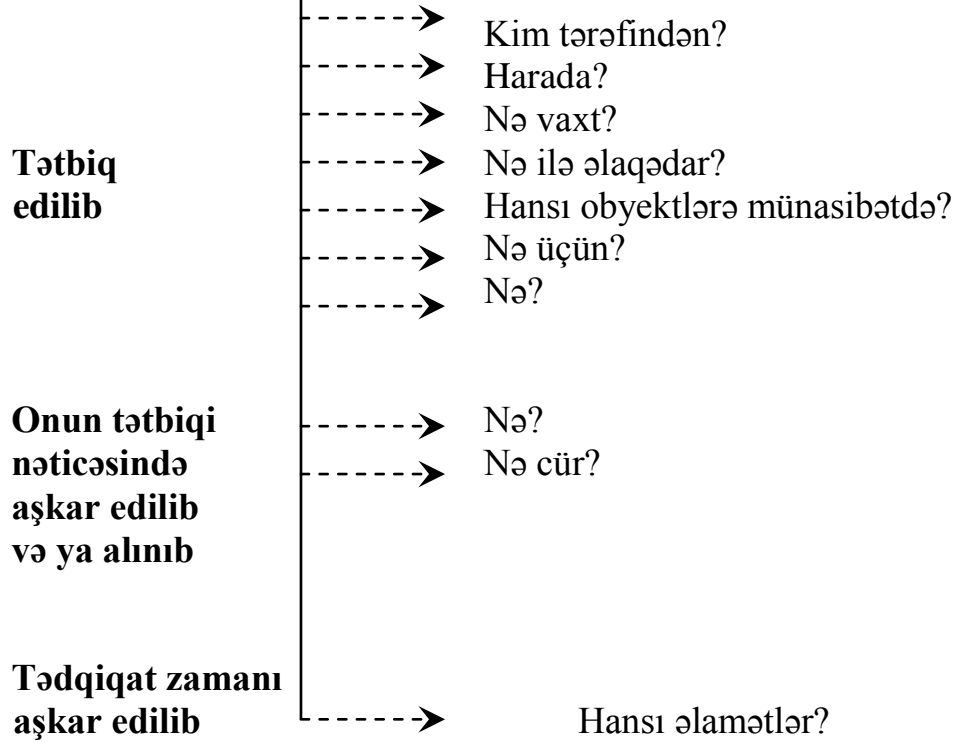 Kim tərəfindən?
Harada?
Nə vaxt?
Tətbiq
edilib
Nə ilə əlaqədar?
Hansı obyektlərə münasibətdə?
Nə üçün?
Nə?
Onun tətbiqi
nəticəsində
aşkar edilib
və ya alınıb
Nə?
Nə cür?
Tədqiqat zamanı
aşkar edilib
Hansı əlamətlər?